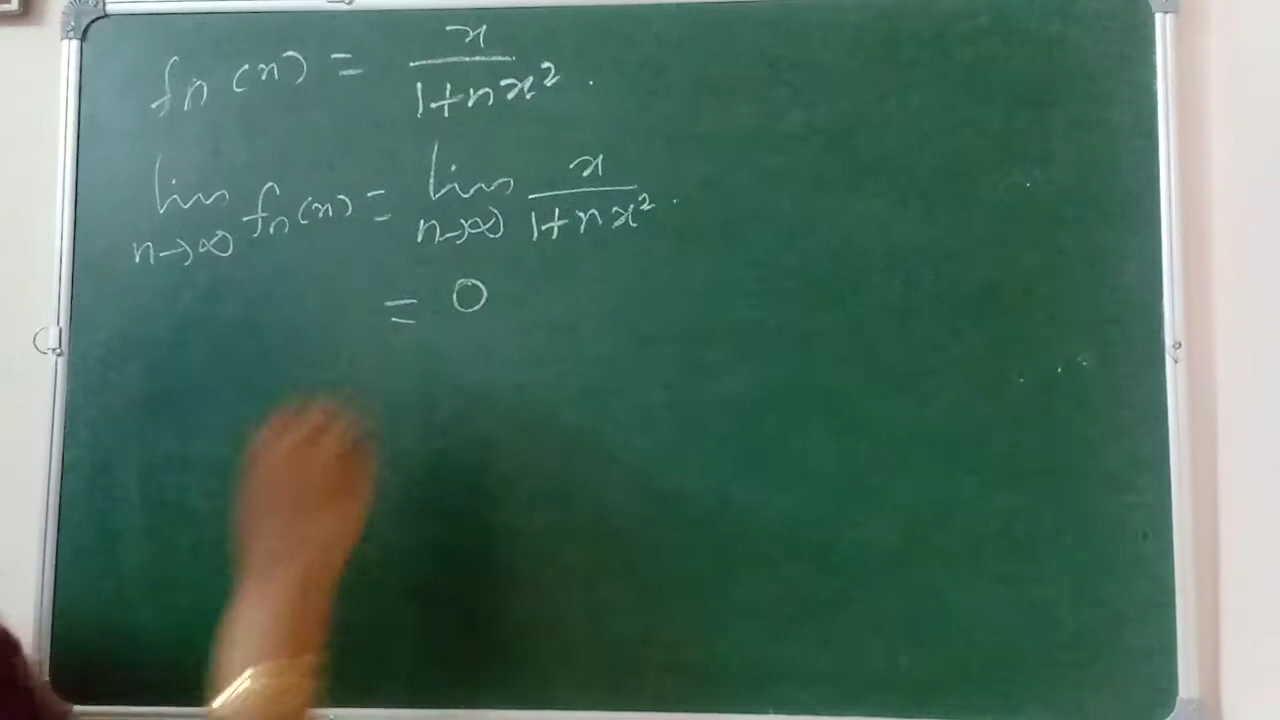 fn(x) = x / 1+nx² .
lim n→∞ fn(x) = lim n→∞ x / 1+nx² .
= 0